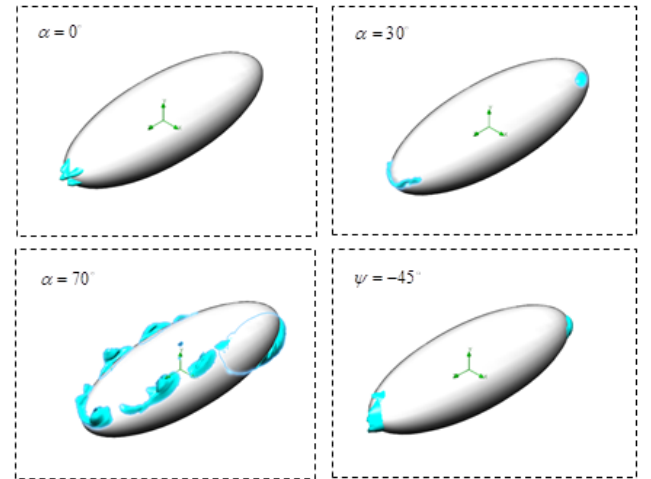 α = 0°
α = 30°
α = 70°
ψ = −45°